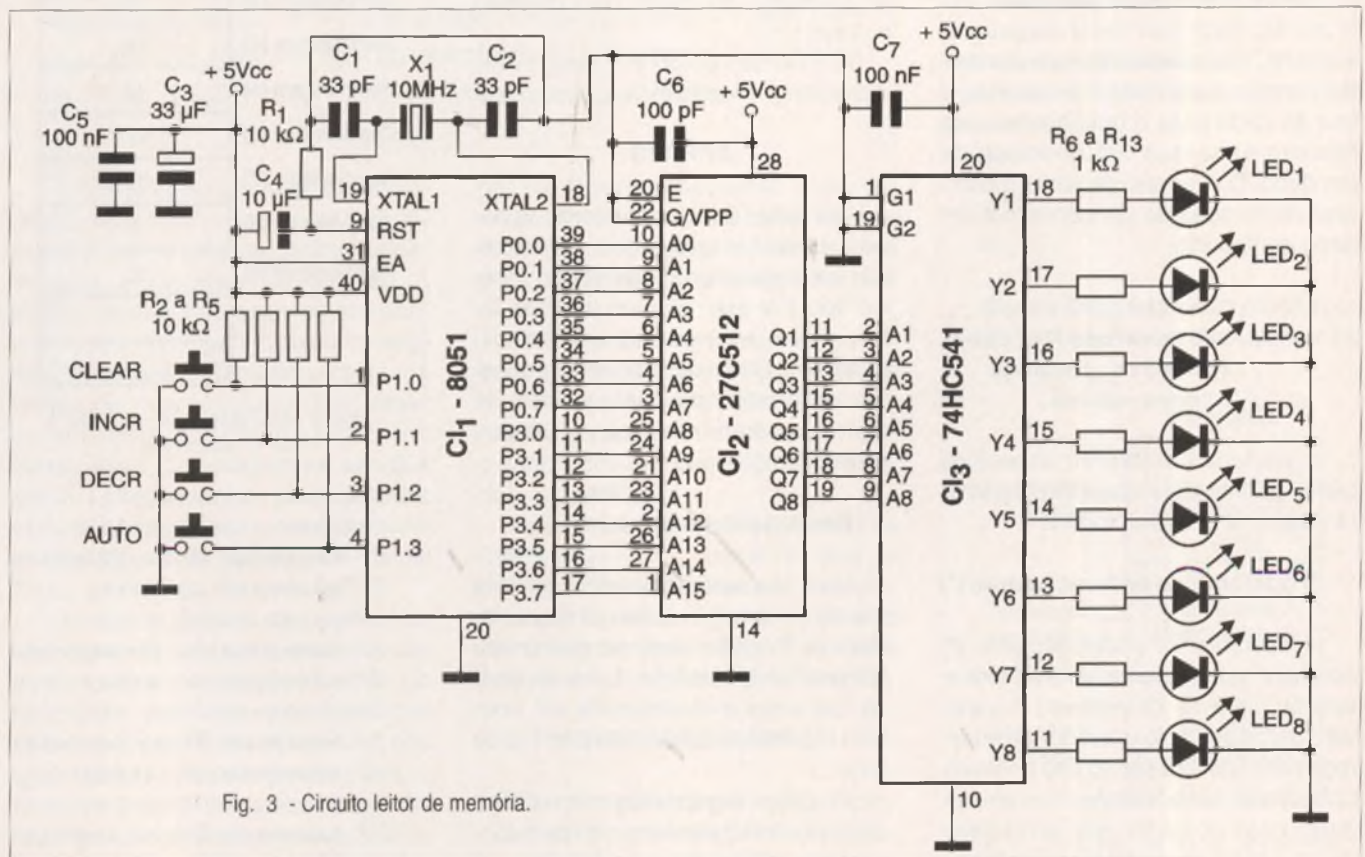 C5
100 nF
C3
33 µF
+ 5Vcc
R1
10 kΩ
C4
10 µF
C1
33 pF
X1
10MHz
C2
33 pF
C6
100 pF
+ 5Vcc
C7
100 nF
+ 5Vcc
R2 a R5
10 kΩ
CLEAR
INCR
DECR
AUTO
19 XTAL1
9 RST
31 EA
40 VDD
1 P1.0
2 P1.1
3 P1.2
4 P1.3
CI1 - 8051
XTAL2 18
P0.0 39
P0.1 38
P0.2 37
P0.3 36
P0.4 35
P0.5 34
P0.6 33
P0.7 32
P3.0 10
P3.1 11
P3.2 12
P3.3 13
P3.4 14
P3.5 15
P3.6 16
P3.7 17
20
28
20 E
22 G/VPP
10 A0
9 A1
8 A2
7 A3
6 A4
5 A5
4 A6
3 A7
25 A8
24 A9
21 A10
23 A11
2 A12
26 A13
27 A14
1 A15
CI2 - 27C512
Q1 11
Q2 12
Q3 13
Q4 15
Q5 16
Q6 17
Q7 18
Q8 19
14
20
1 G1
19 G2
2 A1
3 A2
4 A3
5 A4
6 A5
7 A6
8 A7
9 A8
CI3 - 74HC541
Y1 18
Y2 17
Y3 16
Y4 15
Y5 14
Y6 13
Y7 12
Y8 11
10
R6 a R13
1 kΩ
LED1
LED2
LED3
LED4
LED5
LED6
LED7
LED8
Fig. 3 - Circuito leitor de memória.